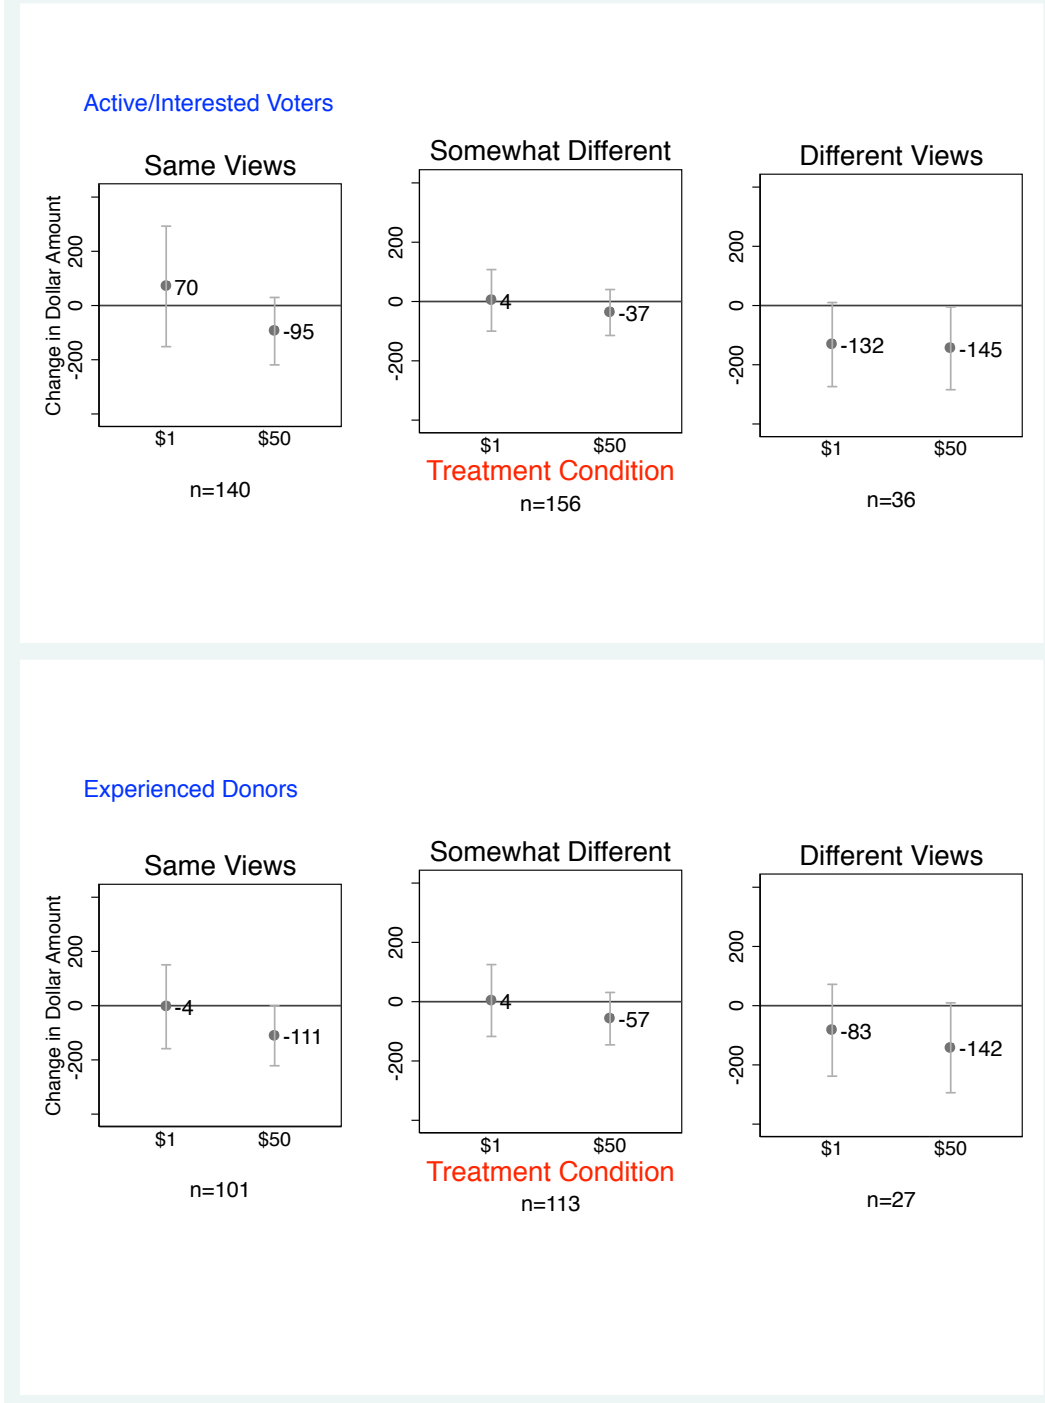 Active/Interested Voters
Same Views
Somewhat Different
Different Views
Change in Dollar Amount
200
0
-200
70
-95
$1
$50
n=140
200
0
-200
4
-37
$1
$50
Treatment Condition
n=156
200
0
-200
-132
-145
$1
$50
n=36
Experienced Donors
Same Views
Somewhat Different
Different Views
Change in Dollar Amount
200
0
-200
-4
-111
$1
$50
n=101
200
0
-200
4
-57
$1
$50
Treatment Condition
n=113
200
0
-200
-83
-142
$1
$50
n=27